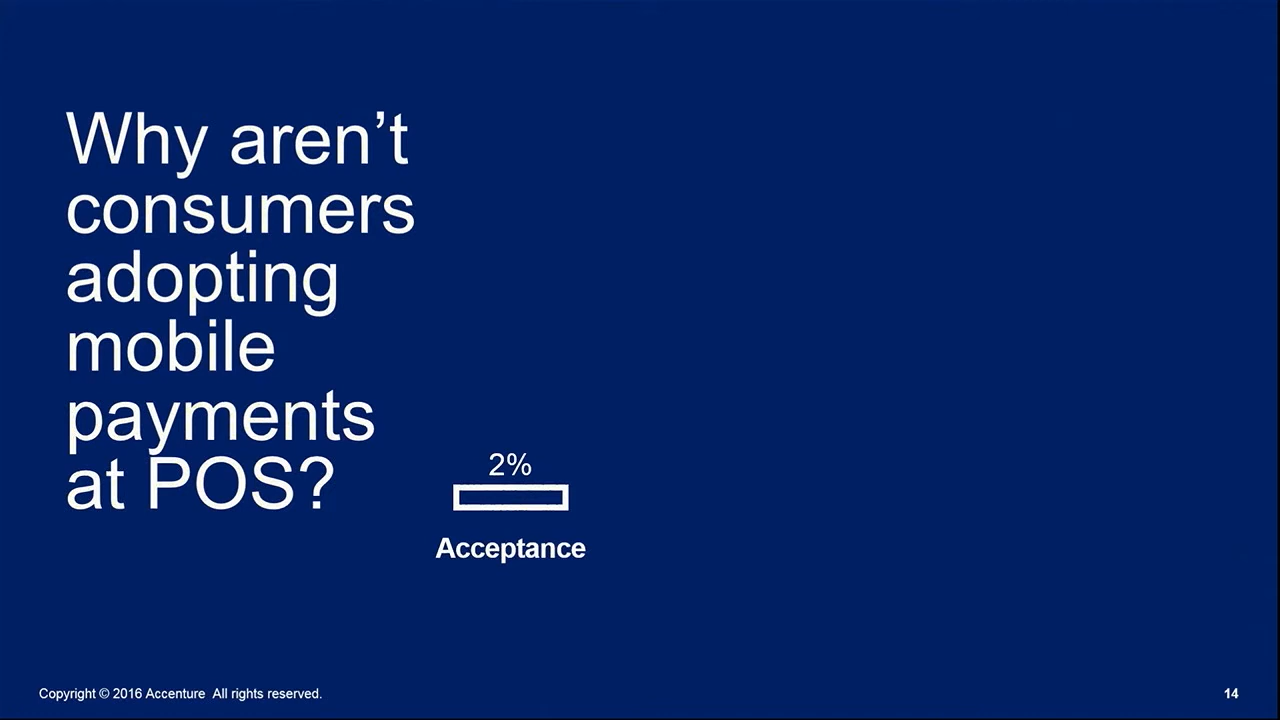 Why aren’t
consumers
adopting
mobile
payments
at POS?
2%
Acceptance
Copyright © 2016 Accenture All rights reserved.
14